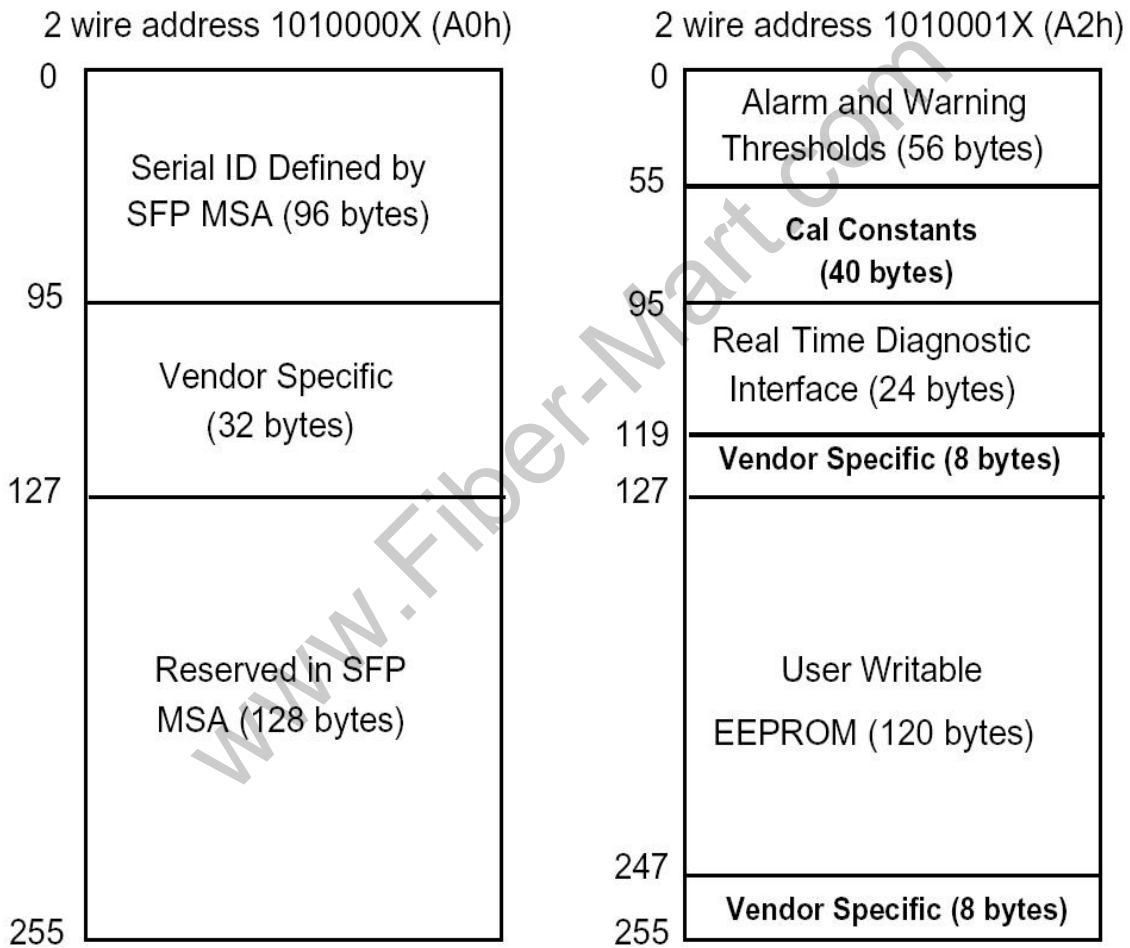 2 wire address 1010000X (A0h)
0
Serial ID Defined by
SFP MSA (96 bytes)
95
Vendor Specific
(32 bytes)
127
Reserved in SFP
MSA (128 bytes)
255
2 wire address 1010001X (A2h)
0
Alarm and Warning
Thresholds (56 bytes)
55
Cal Constants
(40 bytes)
95
Real Time Diagnostic
Interface (24 bytes)
119
Vendor Specific (8 bytes)
127
User Writable
EEPROM (120 bytes)
247
Vendor Specific (8 bytes)
255
www.Fiber-Mart.com